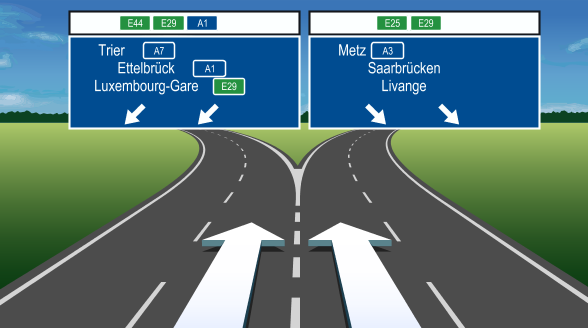 E44 E29 A1
Trier A7
Ettelbrück A1
Luxembourg-Gare E29
E25 E29
Metz A3
Saarbrücken
Livange